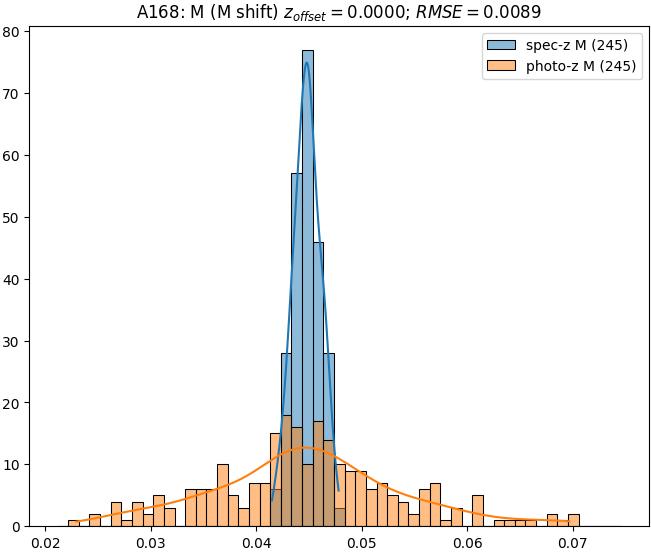 A168: M (M shift) z_offset = 0.0000; RMSE = 0.0089
spec-z M (245)
photo-z M (245)
80
70
60
50
40
30
20
10
0
0.02 0.03 0.04 0.05 0.06 0.07